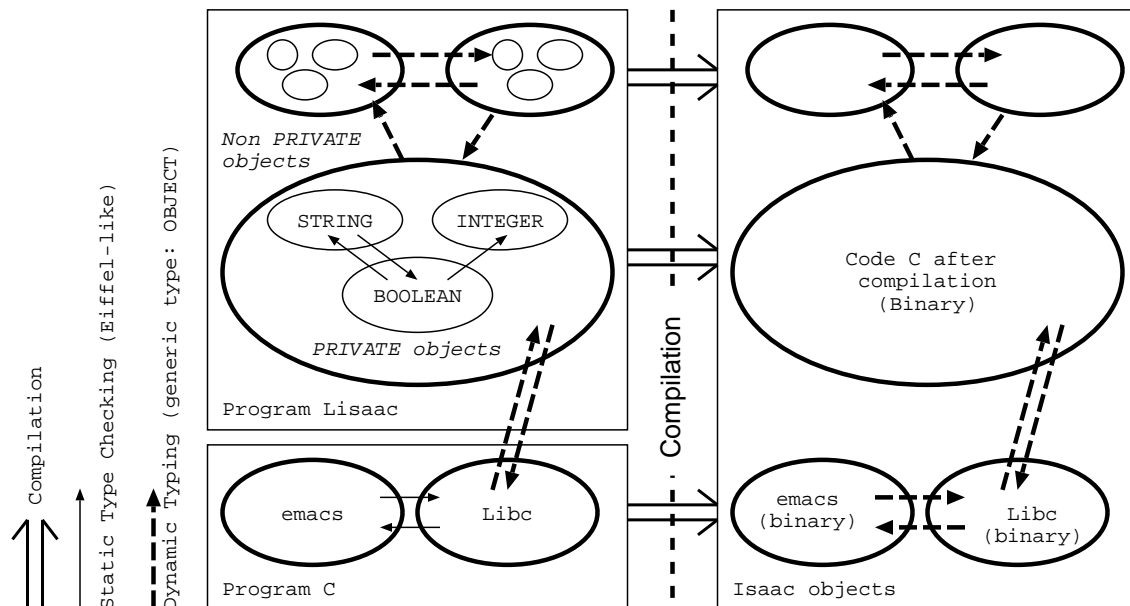 Compilation
Static Type Checking (Eiffel-like)
Dynamic Typing (generic type: OBJECT)
Non PRIVATE
objects
STRING
INTEGER
BOOLEAN
PRIVATE objects
Program Lisaac
emacs
Libc
Program C
Compilation
Code C after
compilation
(Binary)
emacs
(binary)
Libc
(binary)
Isaac objects